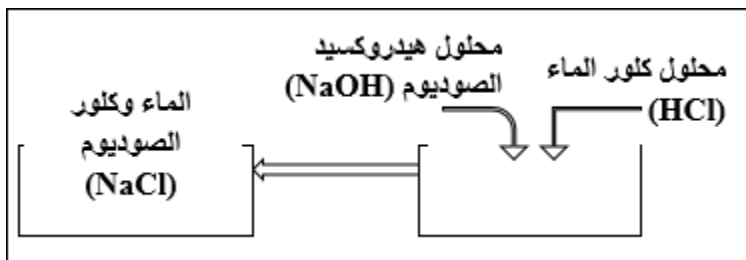 محلول كلور الماء
(HCl)
محلول هيدروكسيد
الصوديوم (NaOH)
الماء وكلور
الصوديوم
(NaCl)